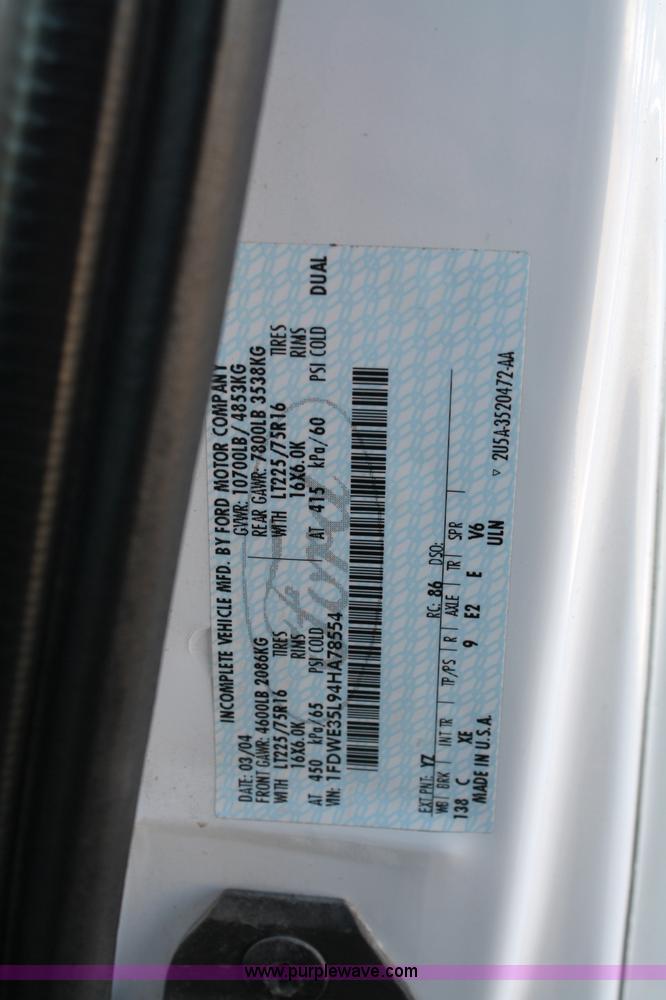 INCOMPLETE VEHICLE MFD. BY FORD MOTOR COMPANY
DATE: 03/04 GVWR: 10700LB/ 4853KG
FRONT GAWR: 4600LB 2086KG REAR GAWR: 7800LB 3538KG
WITH LT225/75R16 TIRES WITH LT225/75R16 TIRES
16X6.0K RIMS 16X6.0K RIMS
AT 450 kPa/65 PSI COLD AT 415 kPa/60 PSI COLD DUAL
VIN: 1FDWE35L94HA78554
EXT PNT: YZ RC: 86 DSO:
WB BRK INT TR TP/PS R AXLE TR SPR
138 C XE 9 E2 E V6
MADE IN U.S.A. ULN
▽ 2U5A-3520472-AA
www.purplewave.com